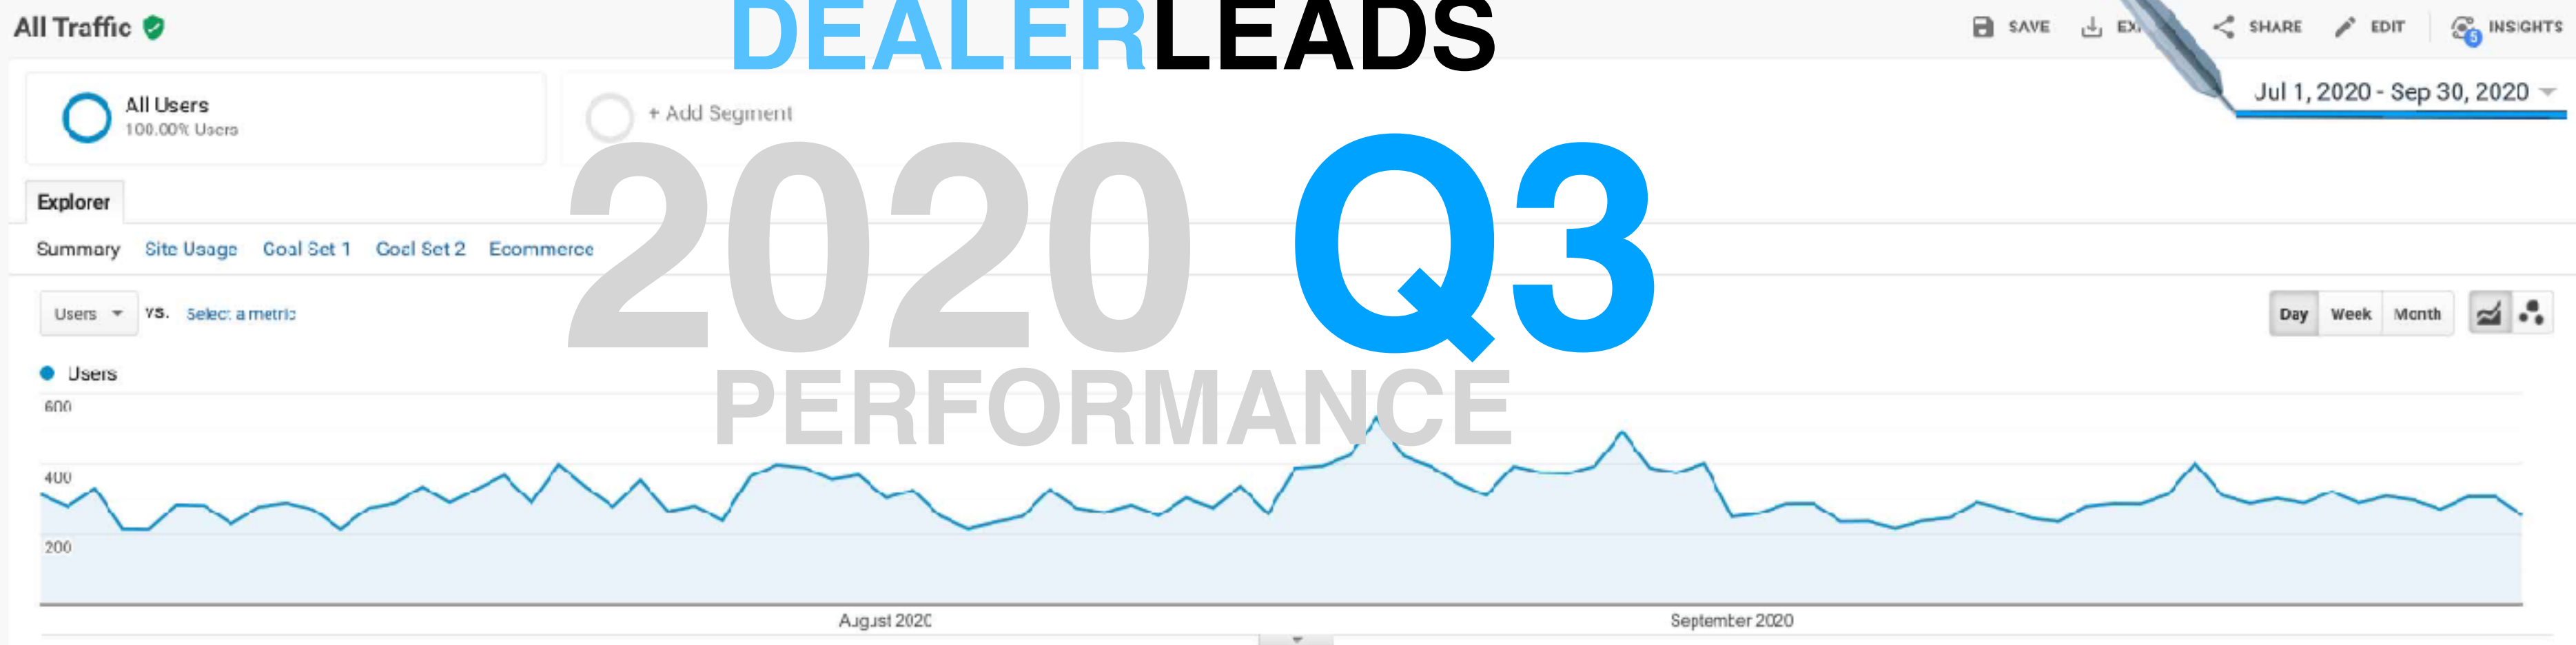 All Traffic
DEALERLEADS
SAVE
SHARE
EDIT
INSIGHTS
5
All Users
100.00% Users
+ Add Segment
Jul 1, 2020 - Sep 30, 2020
2020 Q3
Explorer
Summary Site Usage Goal Set 1 Goal Set 2 Ecommerce
Users VS. Select a metric
Day Week Month
PERFORMANCE
Users
600
400
200
August 2020
September 2020